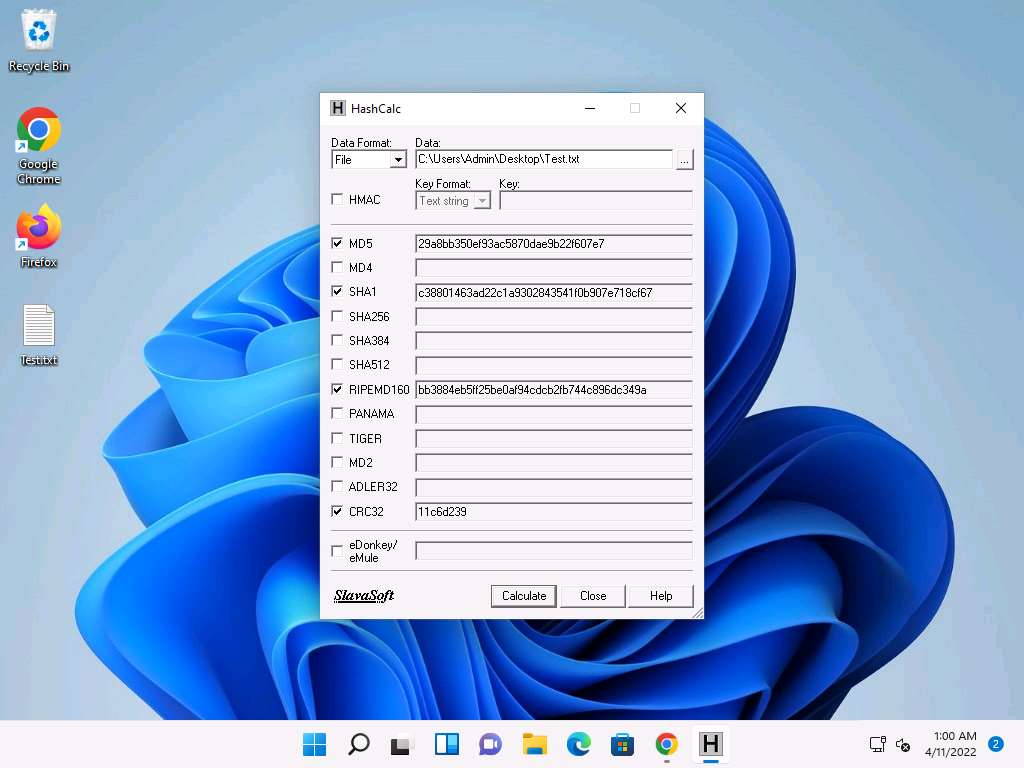 Recycle Bin
Google
Chrome
Firefox
Test.txt
H HashCalc
Data Format:
Data:
File
C:\Users\Admin\Desktop\Test.txt
...
HMAC
Key Format:
Key:
Text string
MD5
29a8bb350ef93ac5870dae9b22f607e7
MD4
SHA1
c38801463ad22c1a9302843541f0b907e718cf67
SHA256
SHA384
SHA512
RIPEMD160
bb3884eb5ff25be0af94cdcb2fb744c896dc349a
PANAMA
TIGER
MD2
ADLER32
CRC32
11c6d239
eDonkey/
eMule
SlavaSoft
Calculate
Close
Help
H
1:00 AM
4/11/2022
2